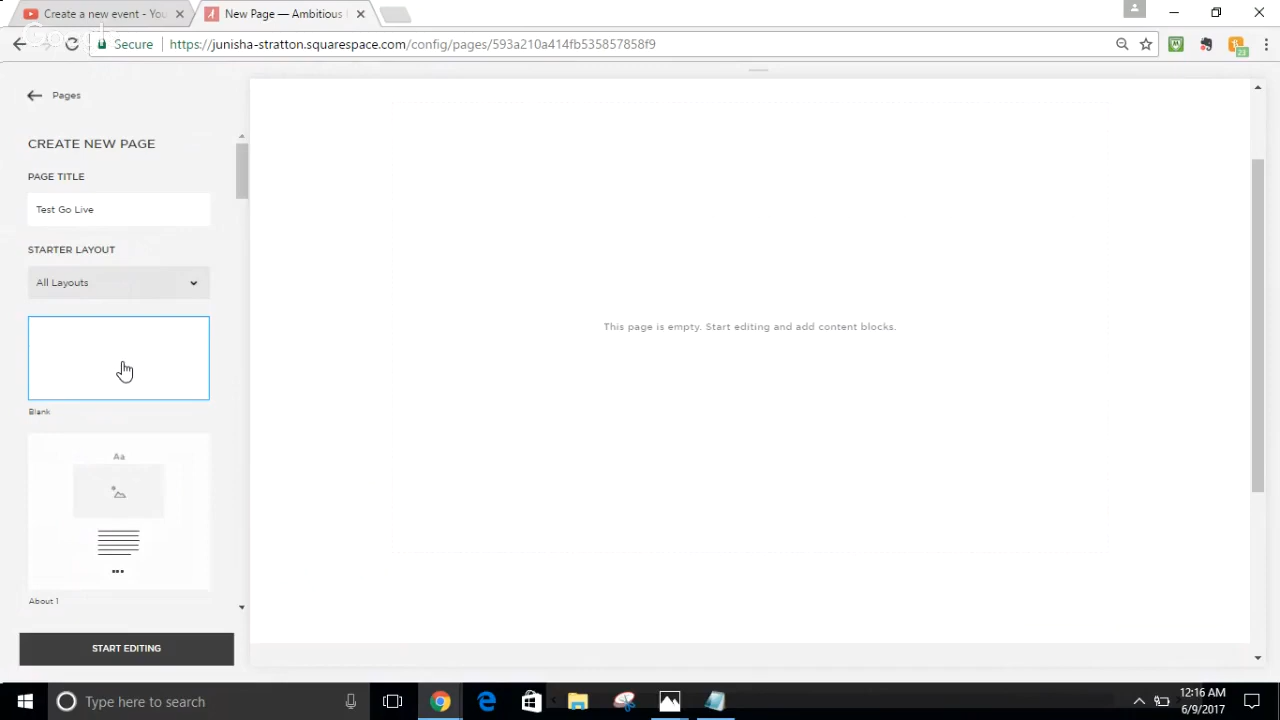 Create a new event - You
New Page — Ambitious
Secure
https://junisha-stratton.squarespace.com/config/pages/593a210a414fb535857858f9
23
Pages
CREATE NEW PAGE
PAGE TITLE
Test Go Live
STARTER LAYOUT
All Layouts
Blank
Aa
About 1
START EDITING
This page is empty. Start editing and add content blocks.
Type here to search
12:16 AM
6/9/2017